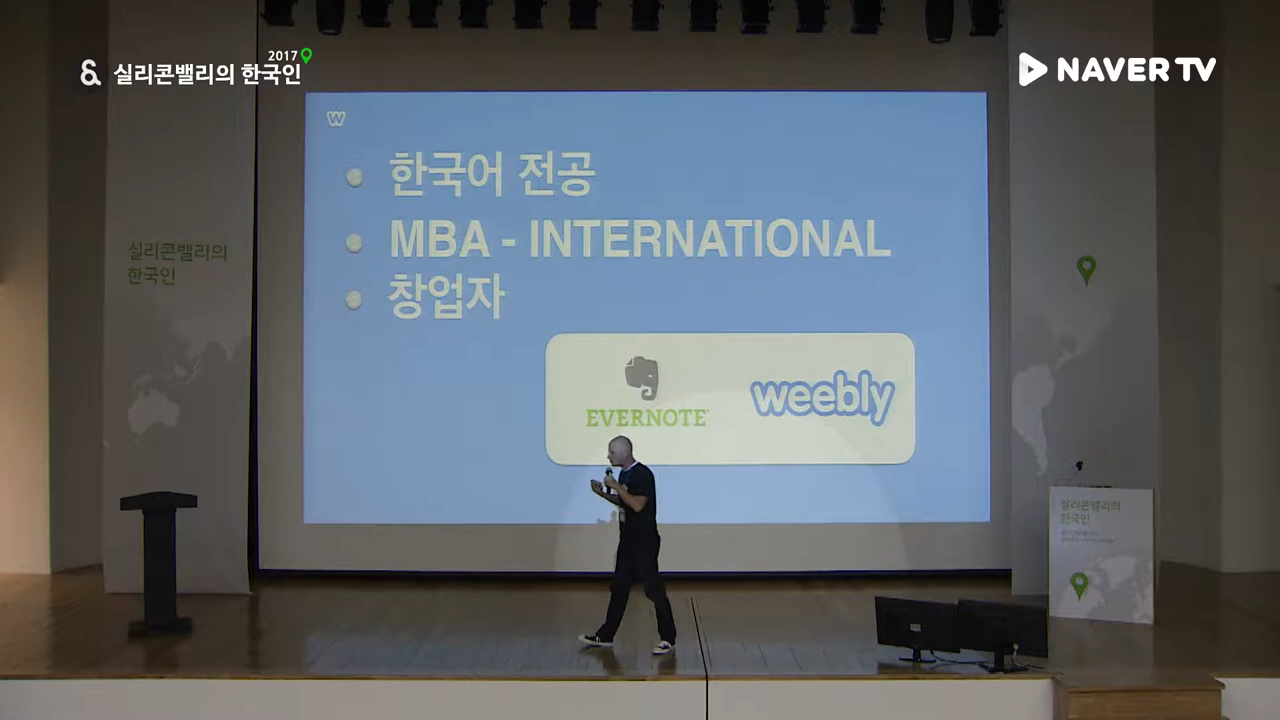 2017
실리콘밸리의 한국인
NAVER TV
w
한국어 전공
MBA - INTERNATIONAL
창업자
EVERNOTE
weebly
실리콘밸리의
한국인
실리콘밸리의
한국인